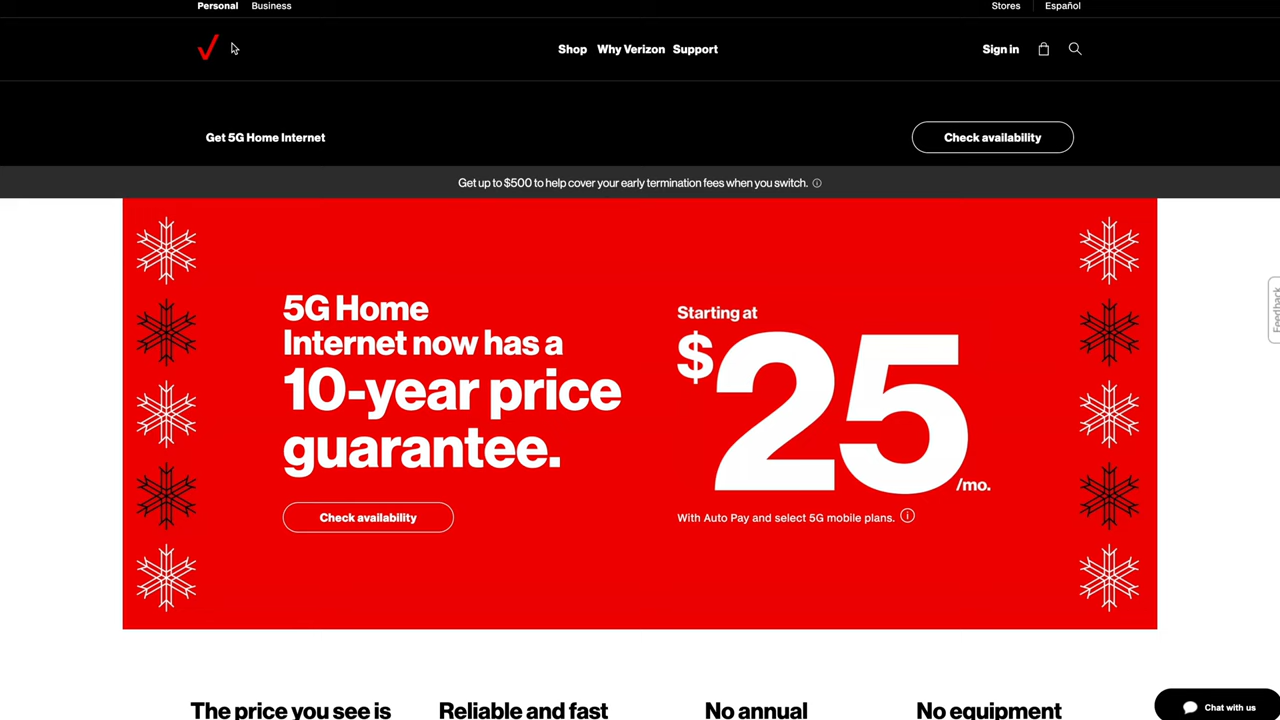 Personal Business Stores Español
Shop Why Verizon Support Sign in
Get 5G Home Internet Check availability
Get up to $500 to help cover your early termination fees when you switch.
5G Home
Internet now has a
10-year price
guarantee.
Check availability
Starting at
$25/mo.
With Auto Pay and select 5G mobile plans.
Feedback
The price you see is Reliable and fast No annual No equipment
Chat with us